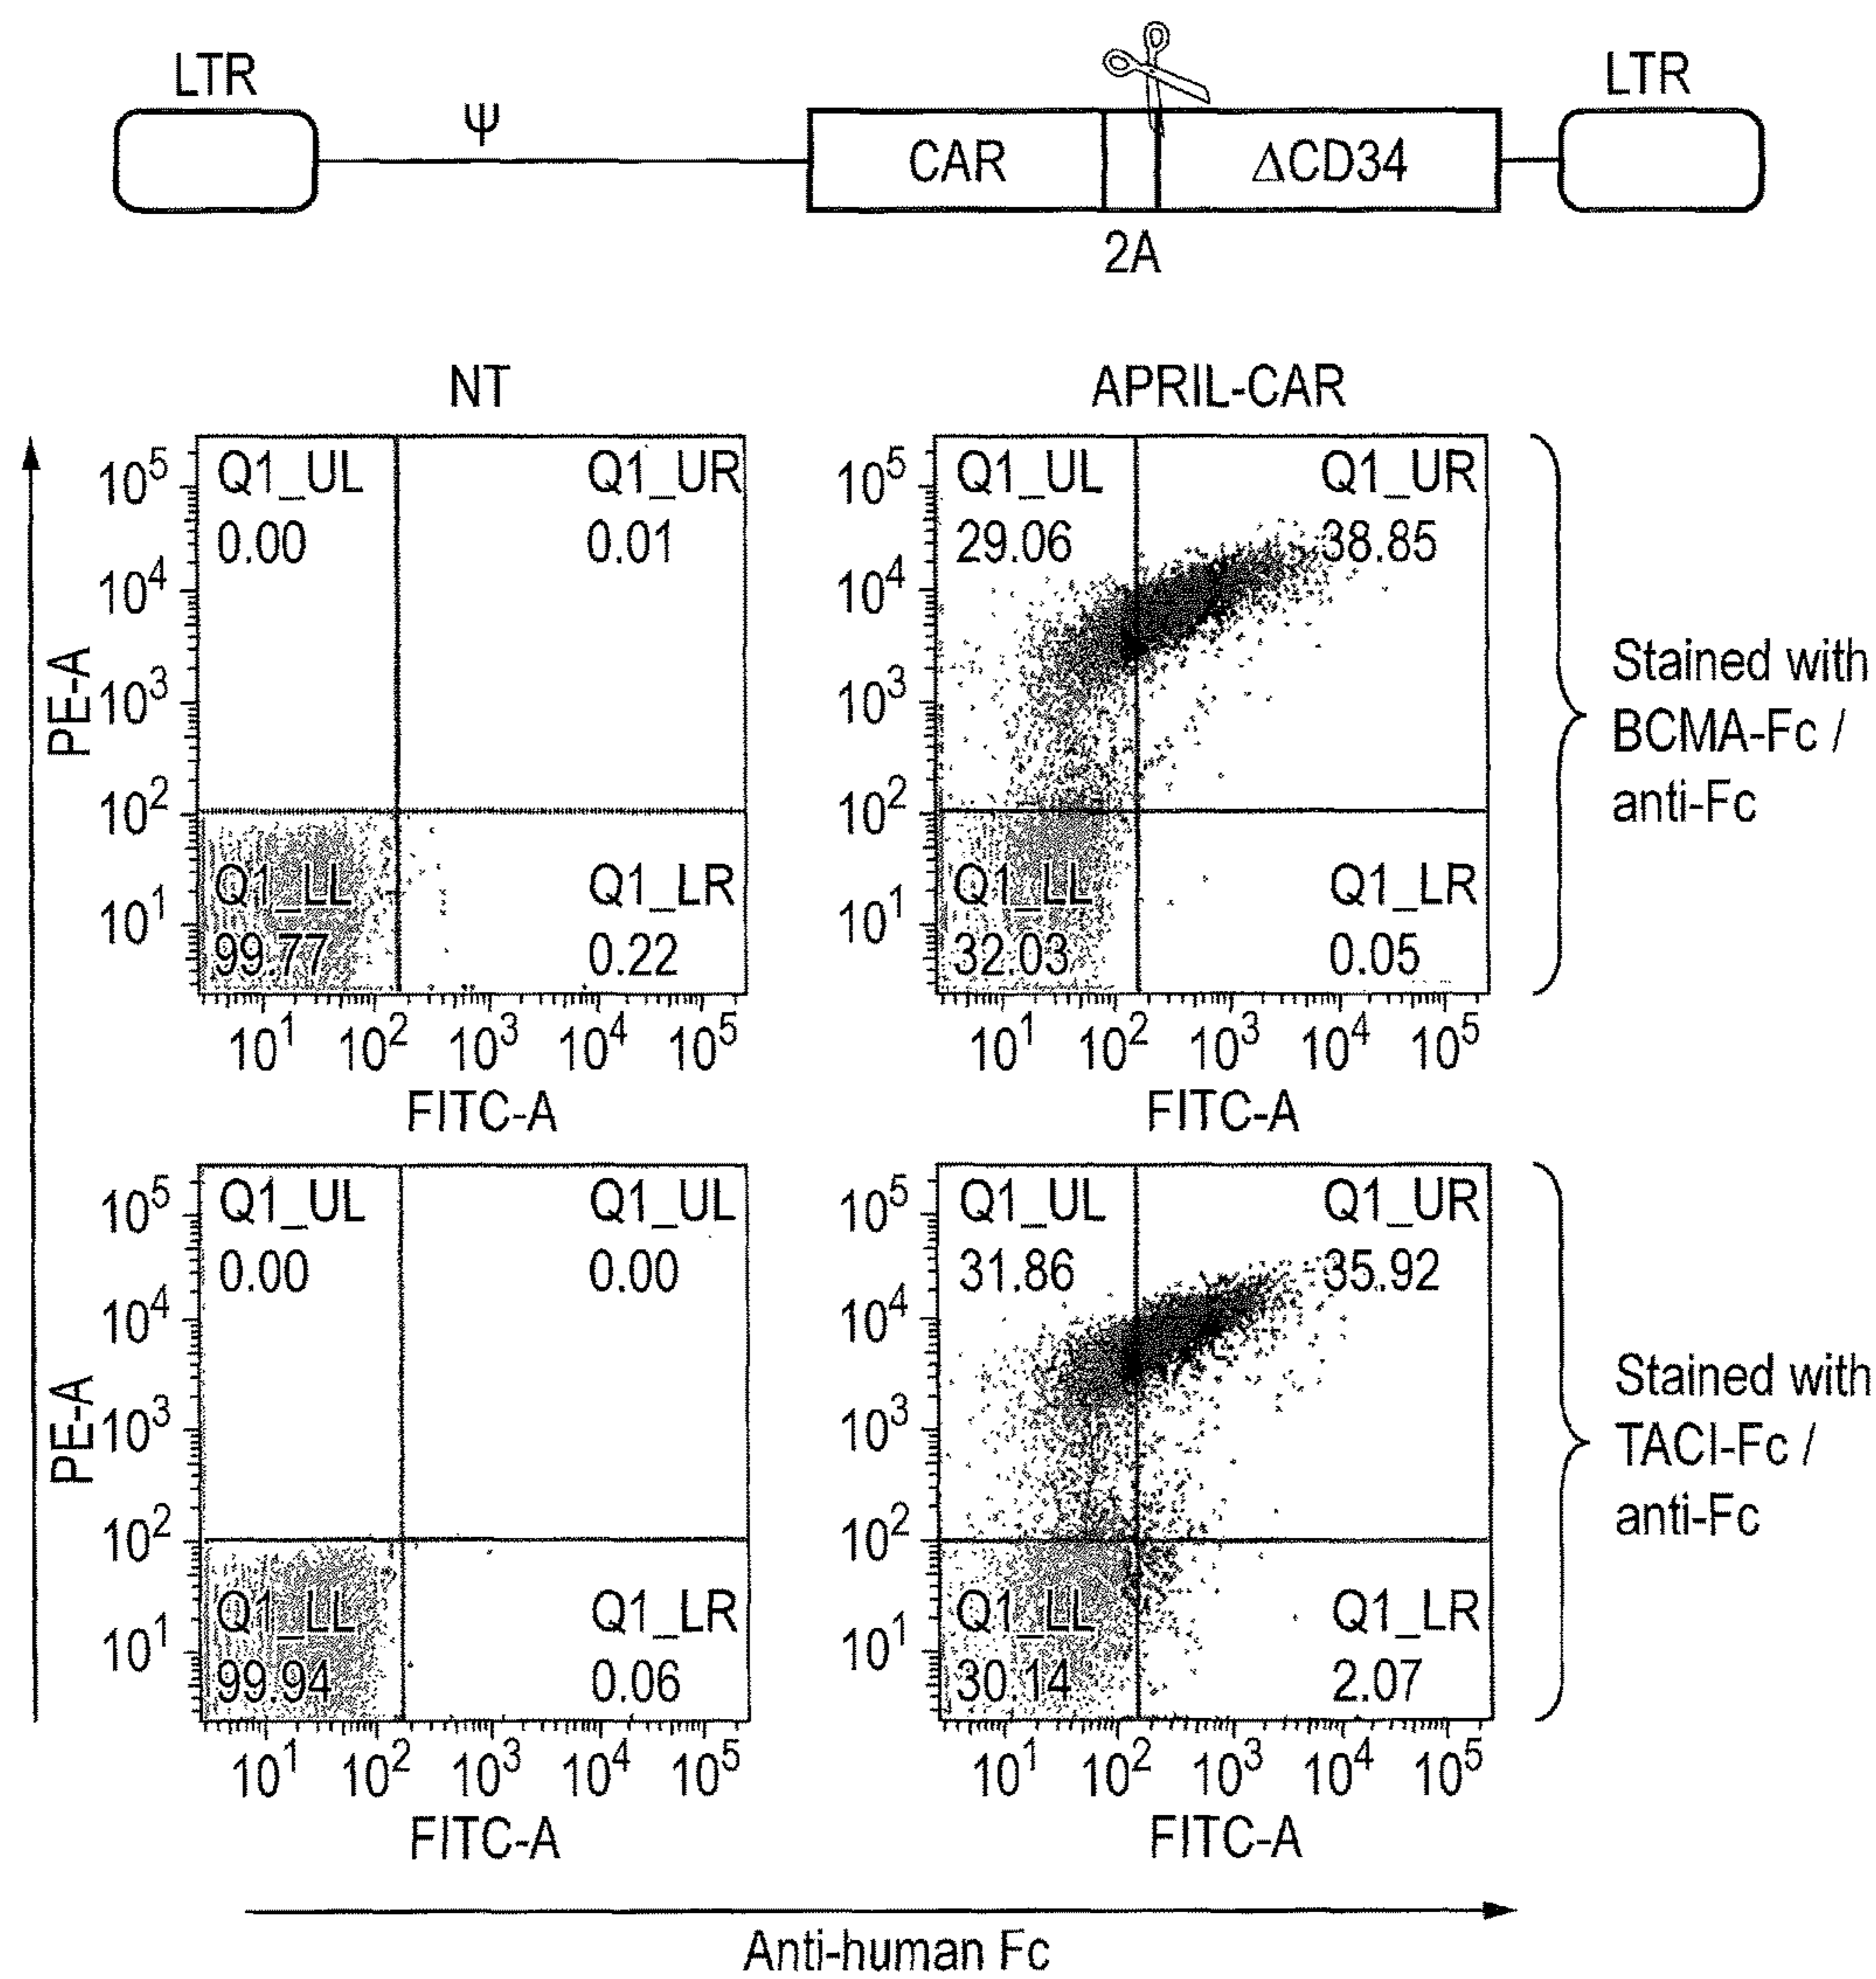 LTR
ψ
LTR
CAR
ΔCD34
2A
NT
APRIL-CAR
PE-A
10⁵
10⁴
10³
10²
10¹
Q1_UL
0.00
Q1_UR
0.01
Q1_LL
99.77
Q1_LR
0.22
10¹ 10² 10³ 10⁴ 10⁵
FITC-A
10⁵
10⁴
10³
10²
10¹
Q1_UL
29.06
Q1_UR
38.85
Q1_LL
32.03
Q1_LR
0.05
10¹ 10² 10³ 10⁴ 10⁵
FITC-A
Stained with
BCMA-Fc /
anti-Fc
PE-A
10⁵
10⁴
10³
10²
10¹
Q1_UL
0.00
Q1_UL
0.00
Q1_LL
99.94
Q1_LR
0.06
10¹ 10² 10³ 10⁴ 10⁵
FITC-A
10⁵
10⁴
10³
10²
10¹
Q1_UL
31.86
Q1_UR
35.92
Q1_LL
30.14
Q1_LR
2.07
10¹ 10² 10³ 10⁴ 10⁵
FITC-A
Stained with
TACI-Fc /
anti-Fc
Anti-human Fc